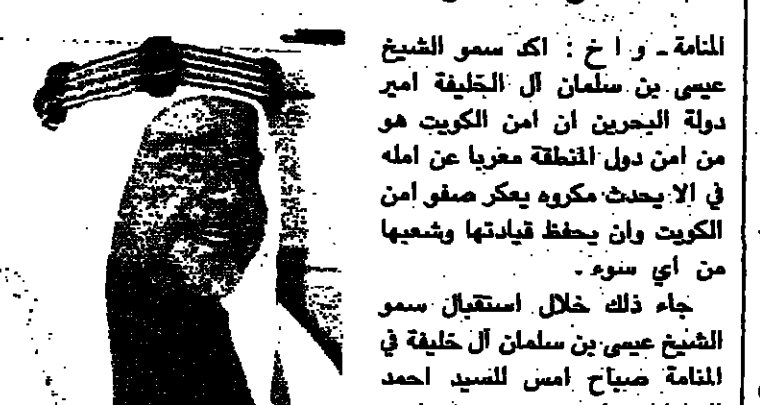 المنامة ـ و ا خ : اكد سمو الشيخ
عيسى بن سلمان آل الخليفة امير
دولة البحرين ان امن الكويت هو
من امن دول المنطقة معربا عن امله
في الا يحدث مكروه يعكر صفو امن
الكويت وان يحفظ قيادتها وشعبها
من أي سوء .
جاء ذلك خلال استقبال سمو
الشيخ عيسى بن سلمان آل خليفة في
المنامة صباح امس للسيد احمد